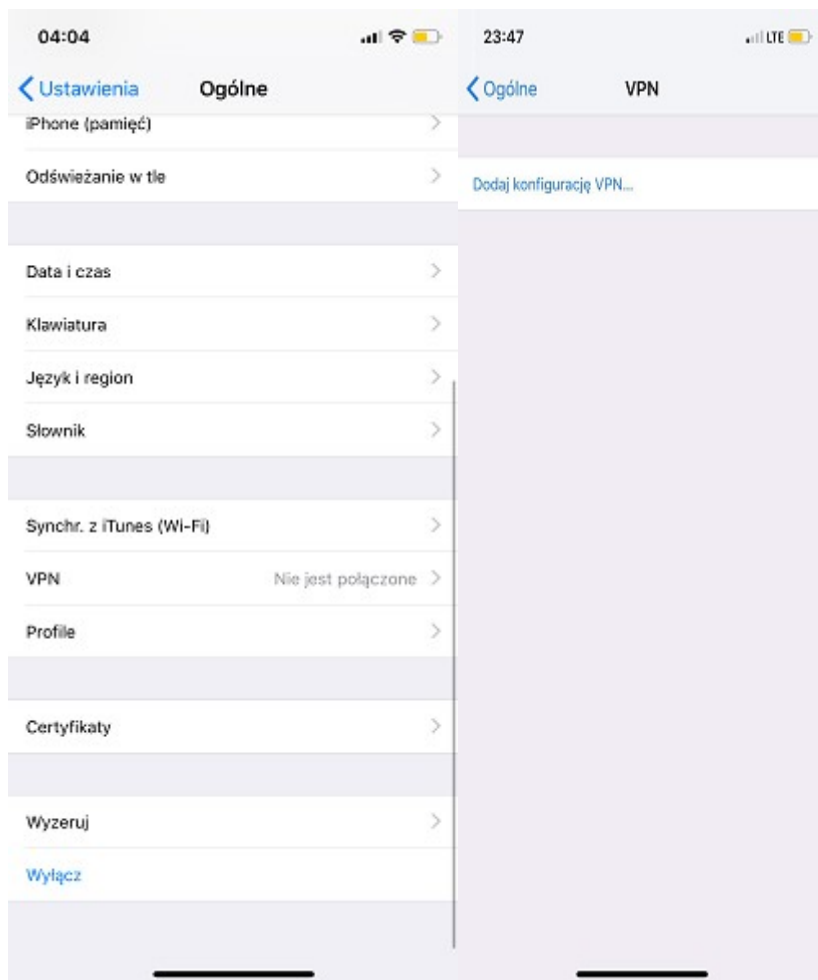 04:04
Ustawienia
Ogólne
iPhone (pamięć)
Odświeżanie w tle
Data i czas
Klawiatura
Język i region
Słownik
Synchr. z iTunes (Wi-Fi)
VPN Nie jest połączone
Profile
Certyfikaty
Wyzeruj
Wyłącz
23:47
LTE
Ogólne
VPN
Dodaj konfigurację VPN...